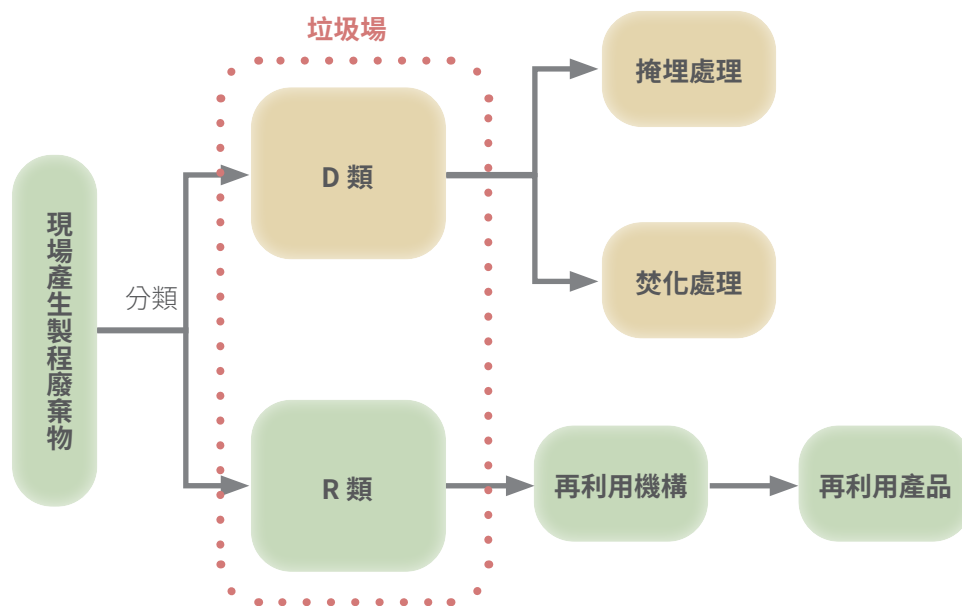 垃圾場
掩埋處理
D 類
現場產生製程廢棄物
分類
焚化處理
R 類
再利用機構
再利用產品